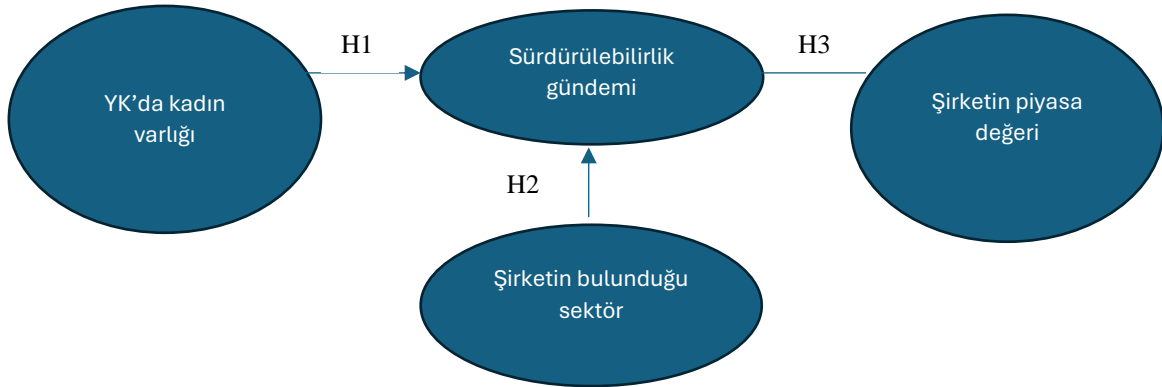 H1
H3
Sürdürülebilirlik
gündemi
YK’da kadın
varlığı
Şirketin piyasa
değeri
H2
Şirketin bulunduğu
sektör